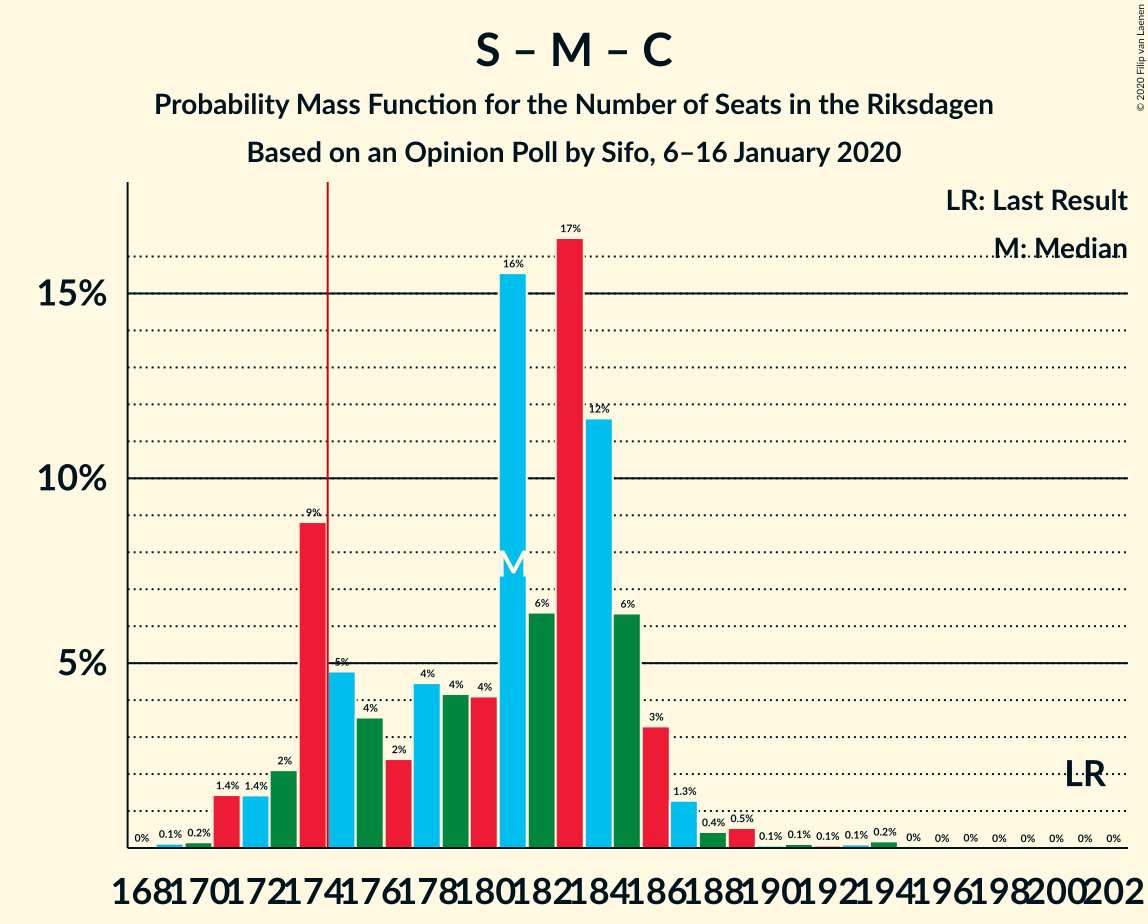 S – M – C
Probability Mass Function for the Number of Seats in the Riksdagen
Based on an Opinion Poll by Sifo, 6–16 January 2020
© 2020 Filip van Laenen
LR: Last Result
M: Median
15%
10%
5%
0% 0.1% 0.2% 1.4% 1.4% 2% 9% 5% 4% 2% 4% 4% 4% 16% 6% 17% 12% 6% 3% 1.3% 0.4% 0.5% 0.1% 0.1% 0.1% 0.1% 0.2% 0% 0% 0% 0% 0% 0% 0% 0%
M
LR
168 170 172 174 176 178 180 182 184 186 188 190 192 194 196 198 200 202